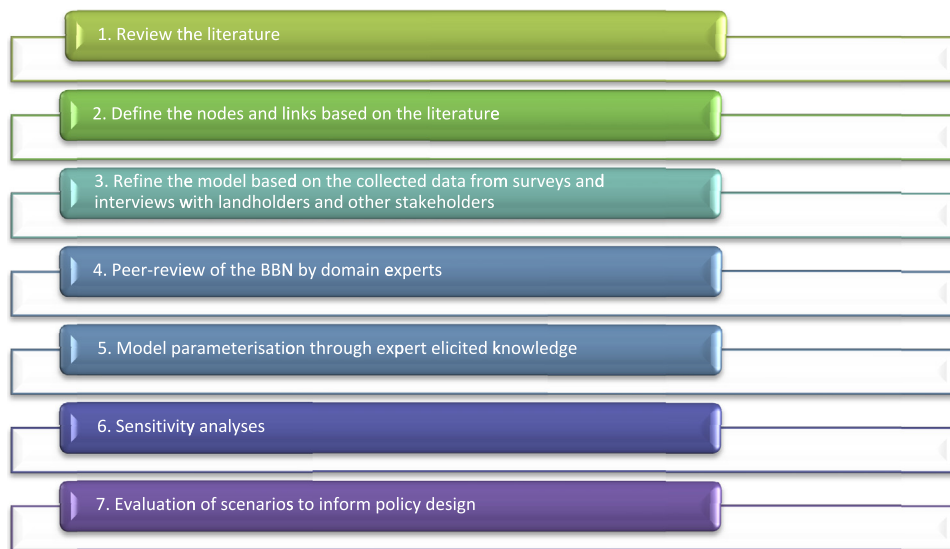 1. Review the literature
2. Define the nodes and links based on the literature
3. Refine the model based on the collected data from surveys and
interviews with landholders and other stakeholders
4. Peer-review of the BBN by domain experts
5. Model parameterisation through expert elicited knowledge
6. Sensitivity analyses
7. Evaluation of scenarios to inform policy design